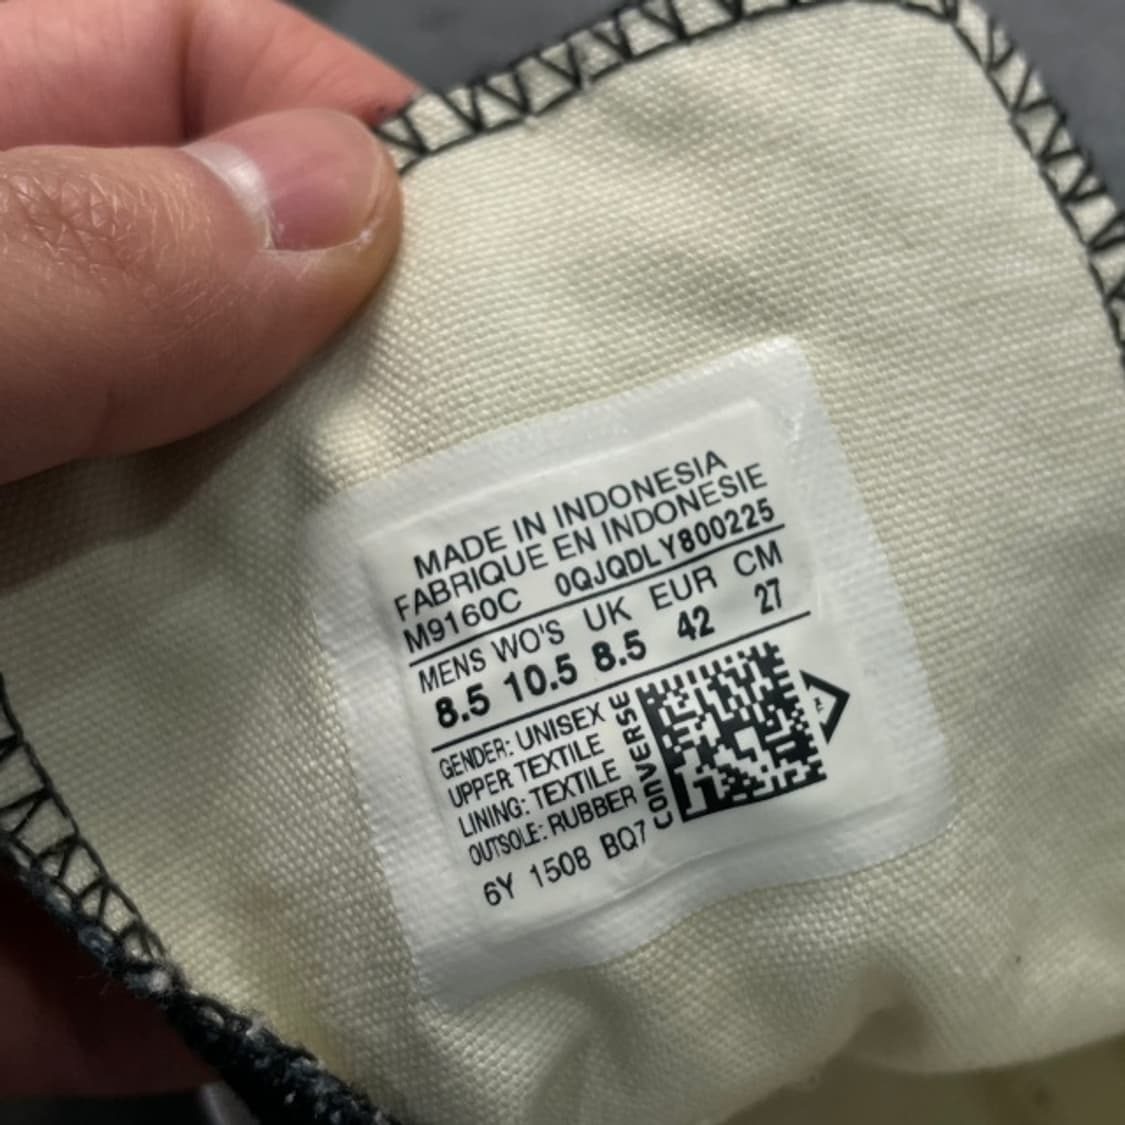 MADE IN INDONESIA
FABRIQUE EN INDONESIE
M9160C 0QJQDLY800225
MENS WO'S UK EUR CM
8.5 10.5 8.5 42 27
GENDER: UNISEX
UPPER TEXTILE
LINING: TEXTILE
OUTSOLE: RUBBER
CONVERSE
6Y 1508 BQ7